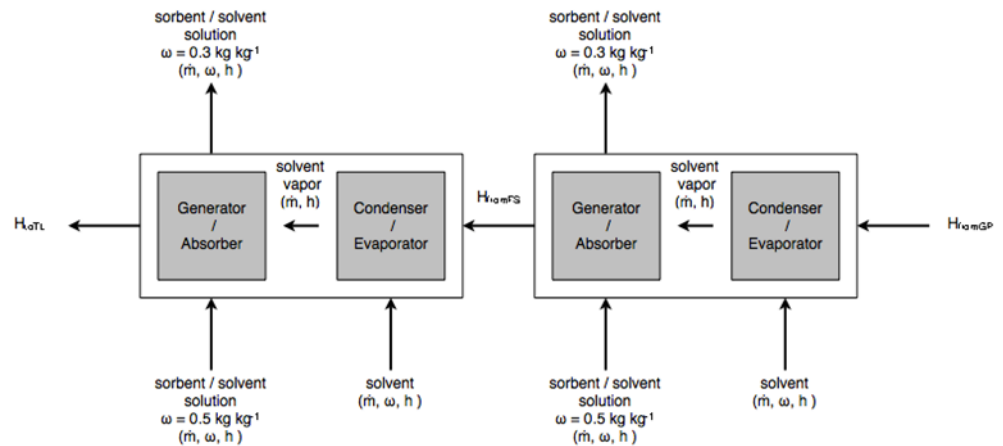 sorbent / solvent
solution
ω = 0.3 kg kg-1
(ṁ, ω, h )
sorbent / solvent
solution
ω = 0.3 kg kg-1
(ṁ, ω, h )
solvent
vapor
(ṁ, h)
Generator
/
Absorber
Condenser
/
Evaporator
solvent
vapor
(ṁ, h)
Generator
/
Absorber
Condenser
/
Evaporator
sorbent / solvent
solution
ω = 0.5 kg kg-1
(ṁ, ω, h )
solvent
(ṁ, ω, h )
sorbent / solvent
solution
ω = 0.5 kg kg-1
(ṁ, ω, h )
solvent
(ṁ, ω, h )